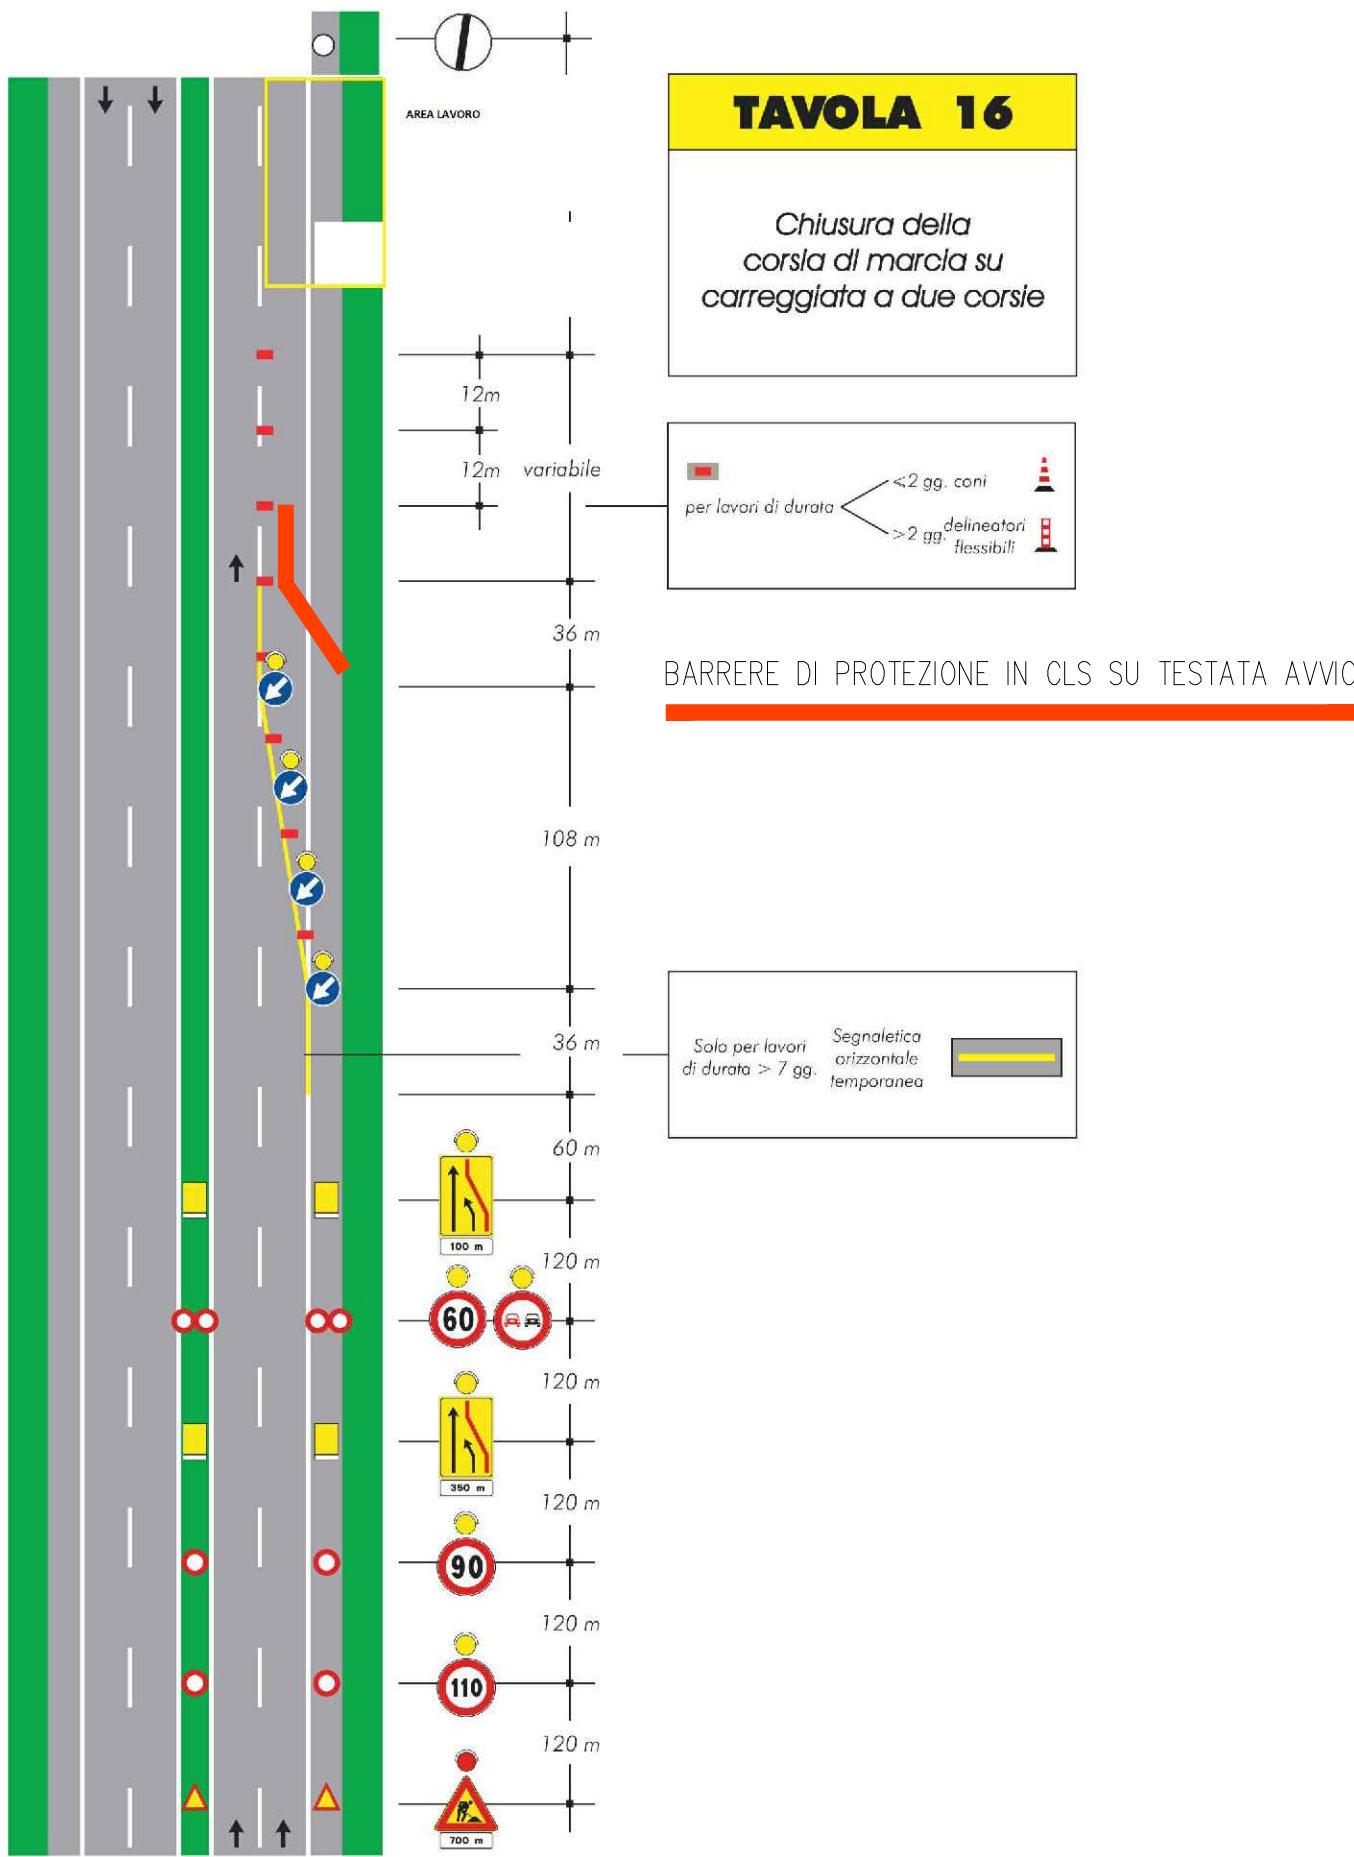 AREA LAVORO
TAVOLA 16
Chiusura della
corsia di marcia su
carreggiata a due corsie
12m
12m
variabile
per lavori di durata
≤2 gg. coni
>2 gg. delineatori
flessibili
36 m
BARRERE DI PROTEZIONE IN CLS SU TESTATA AVVIC
108 m
36 m
Solo per lavori
di durata > 7 gg.
Segnaletica
orizzontale
temporanea
60 m
100 m
120 m
60
120 m
350 m
120 m
90
120 m
110
120 m
700 m